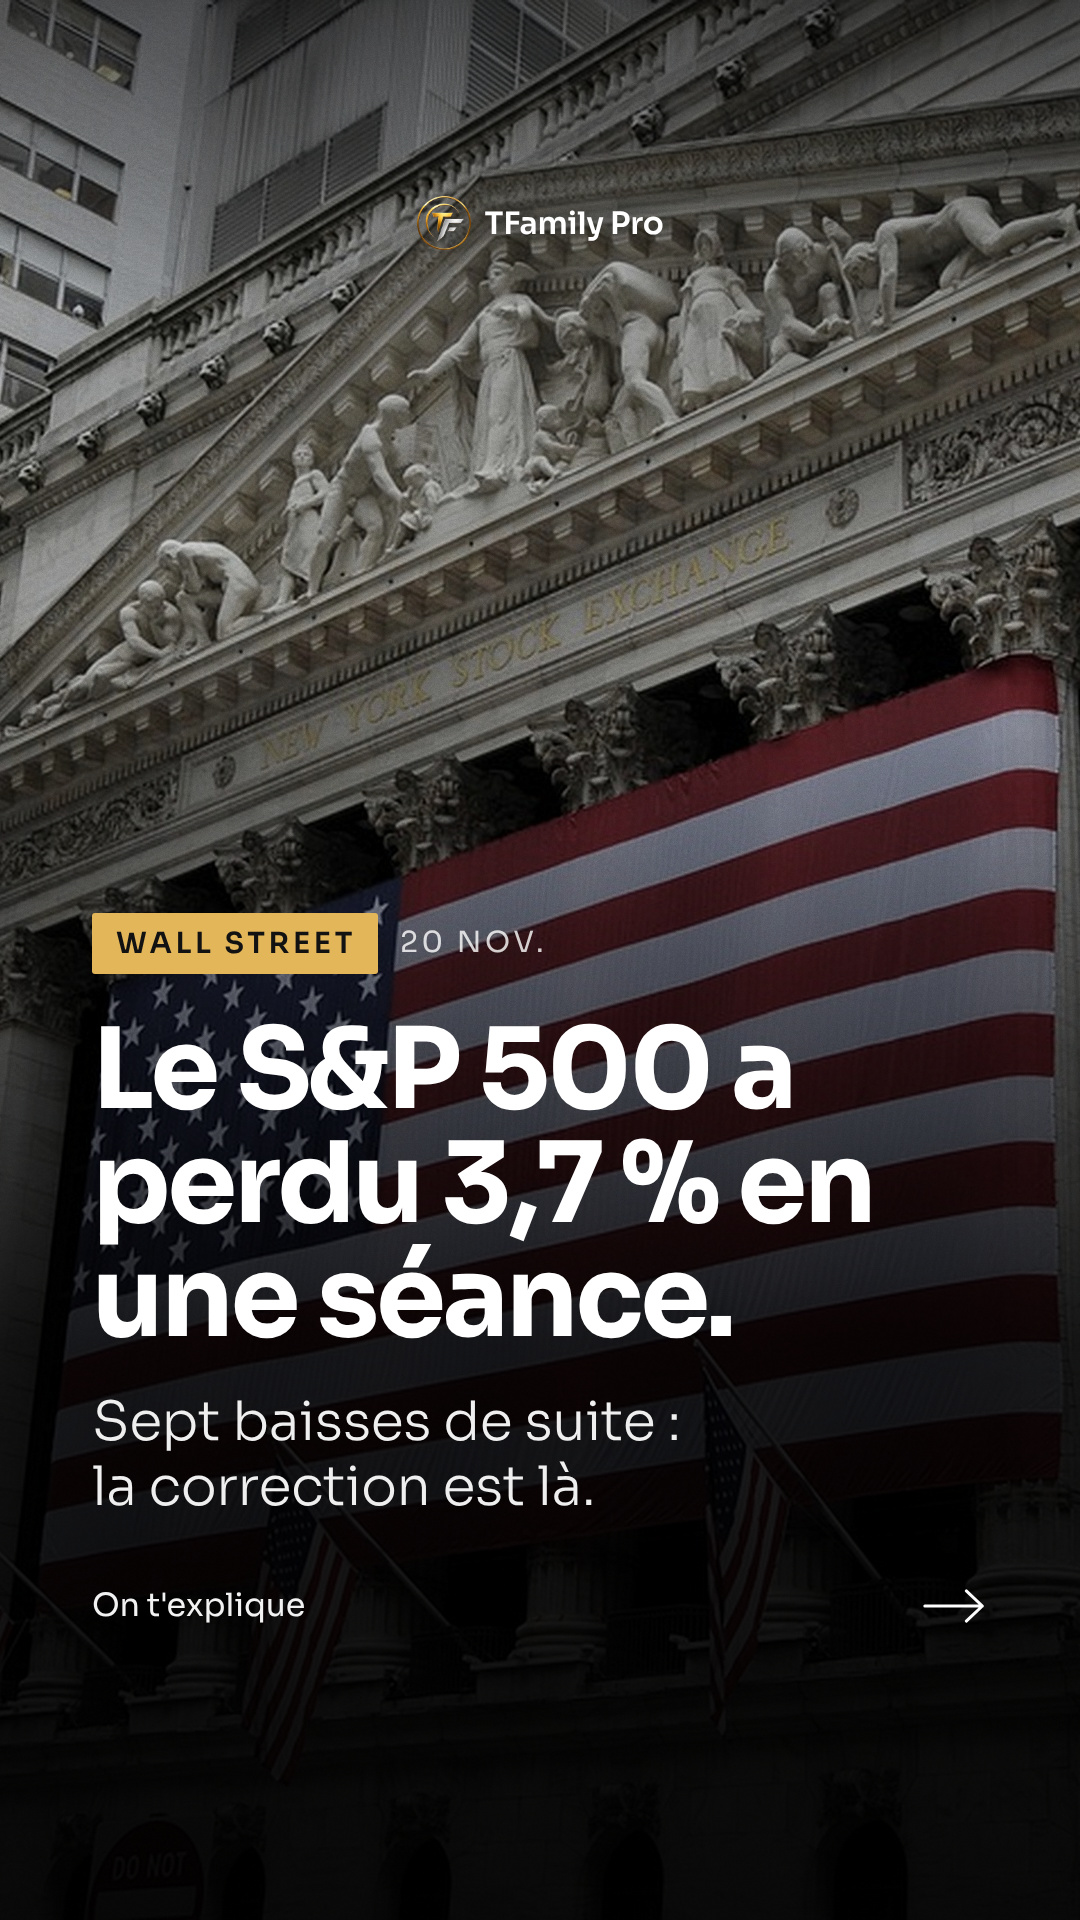 TFamily Pro
NEW YORK STOCK EXCHANGE
WALL STREET
20 NOV.
Le S&P 500 a
perdu 3,7 % en
une séance.
Sept baisses de suite :
la correction est là.
On t'explique
DO NOT